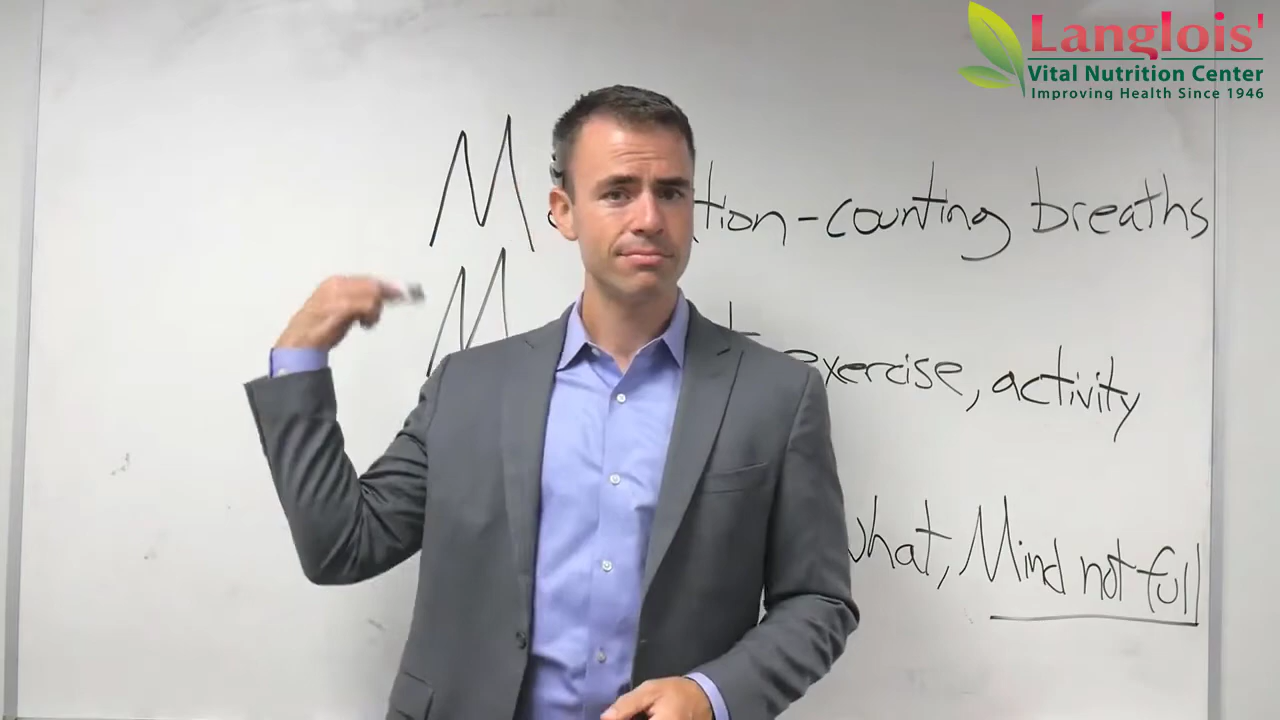 Langlois'
Vital Nutrition Center
Improving Health Since 1946
M tion-counting breaths
M exercise, activity
what, Mind not full